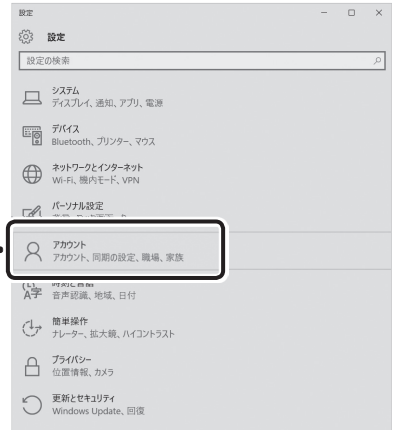 設定
設定
設定の検索
システム
ディスプレイ、通知、アプリ、電源
デバイス
Bluetooth、プリンター、マウス
ネットワークとインターネット
Wi-Fi、機内モード、VPN
パーソナル設定
アカウント
アカウント、同期の設定、職場、家族
時刻と言語
音声認識、地域、日付
簡単操作
ナレーター、拡大鏡、ハイコントラスト
プライバシー
位置情報、カメラ
更新とセキュリティ
Windows Update、回復